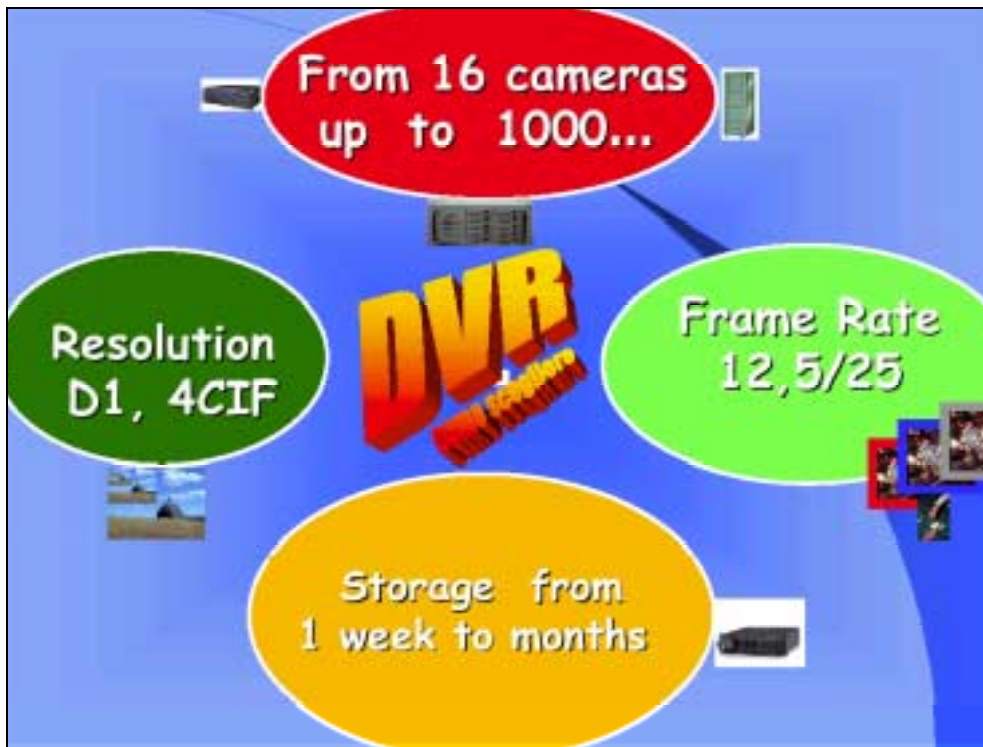 From 16 cameras
up to 1000...
DVR
Resolution
D1, 4CIF
Frame Rate
12,5/25
Storage from
1 week to months